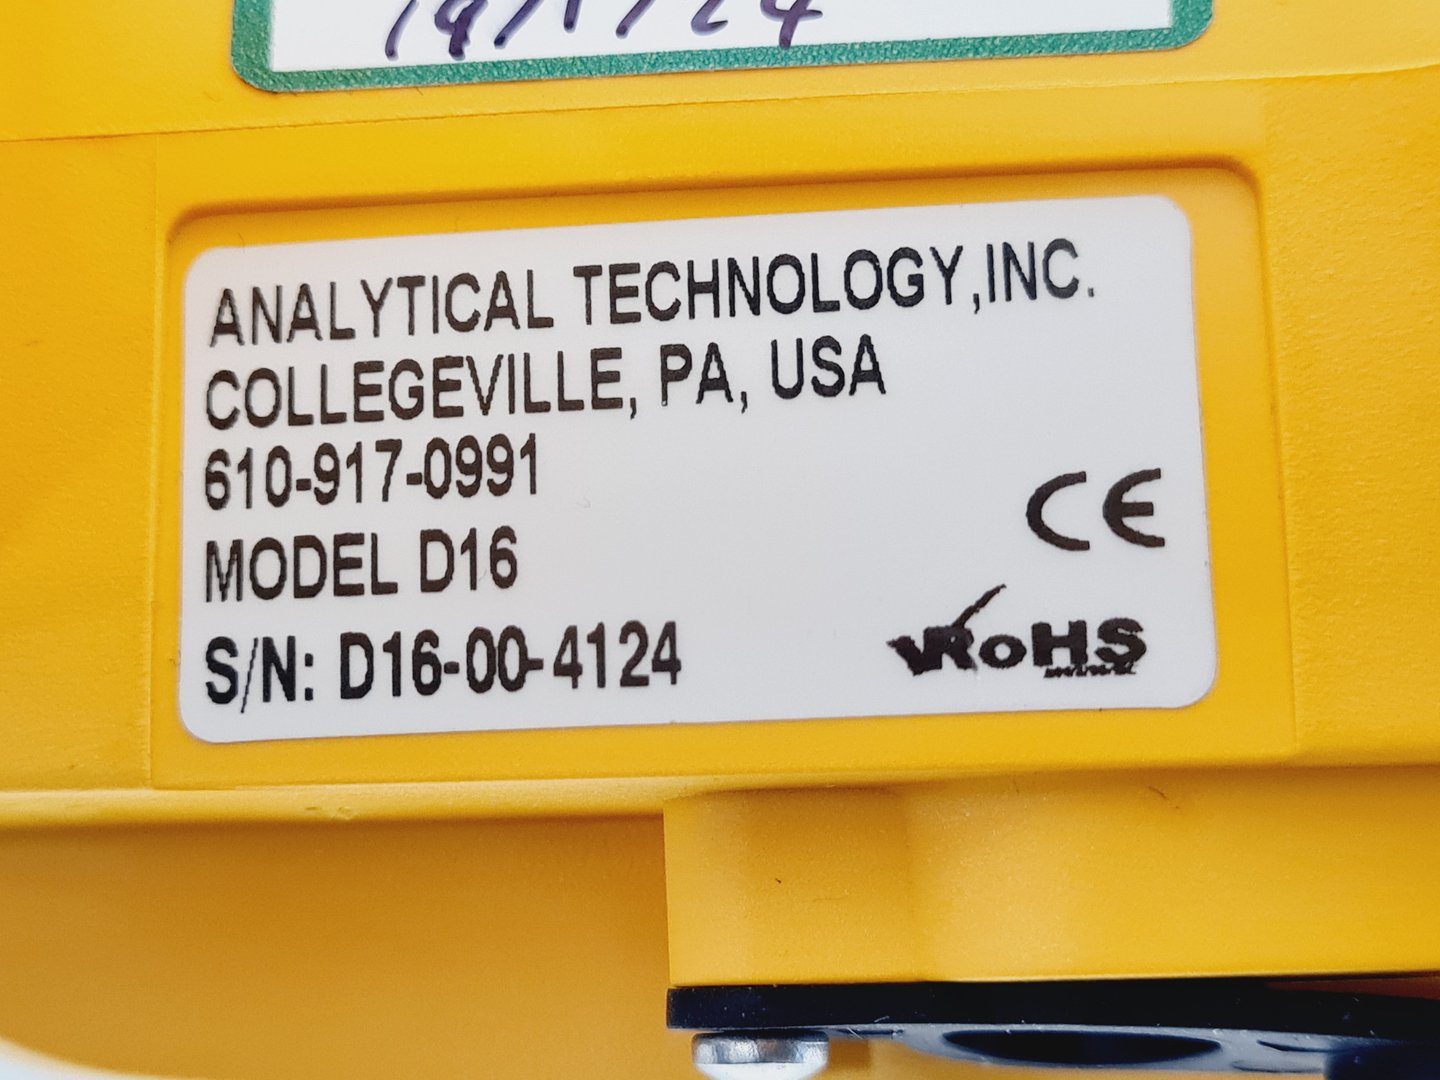 ANALYTICAL TECHNOLOGY,INC.
COLLEGEVILLE, PA, USA
610-917-0991
MODEL D16
S/N: D16-00-4124
CE
RoHS